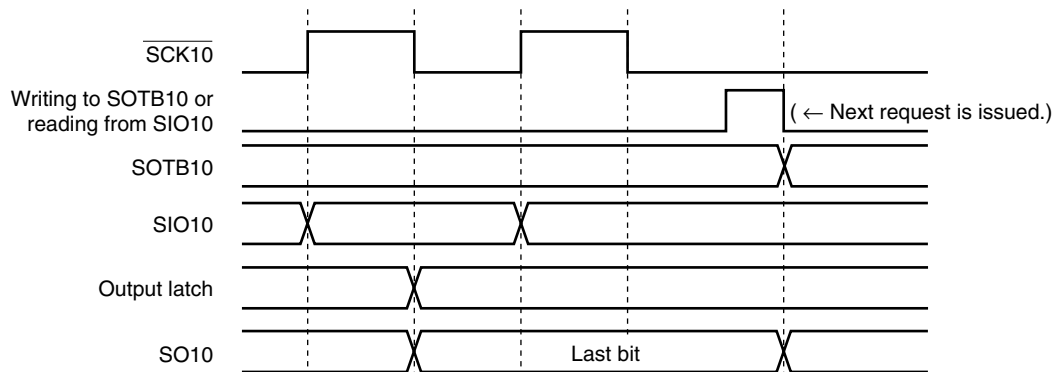 SCK10
Writing to SOTB10 or
reading from SIO10
( ← Next request is issued.)
SOTB10
SIO10
Output latch
SO10
Last bit